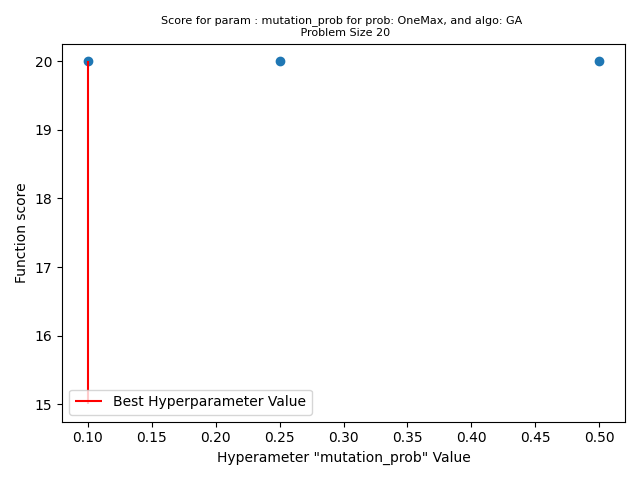 Score for param : mutation_prob for prob: OneMax, and algo: GA
Problem Size 20
20
19
18
17
16
15
Function score
Best Hyperparameter Value
0.10 0.15 0.20 0.25 0.30 0.35 0.40 0.45 0.50
Hyperameter "mutation_prob" Value